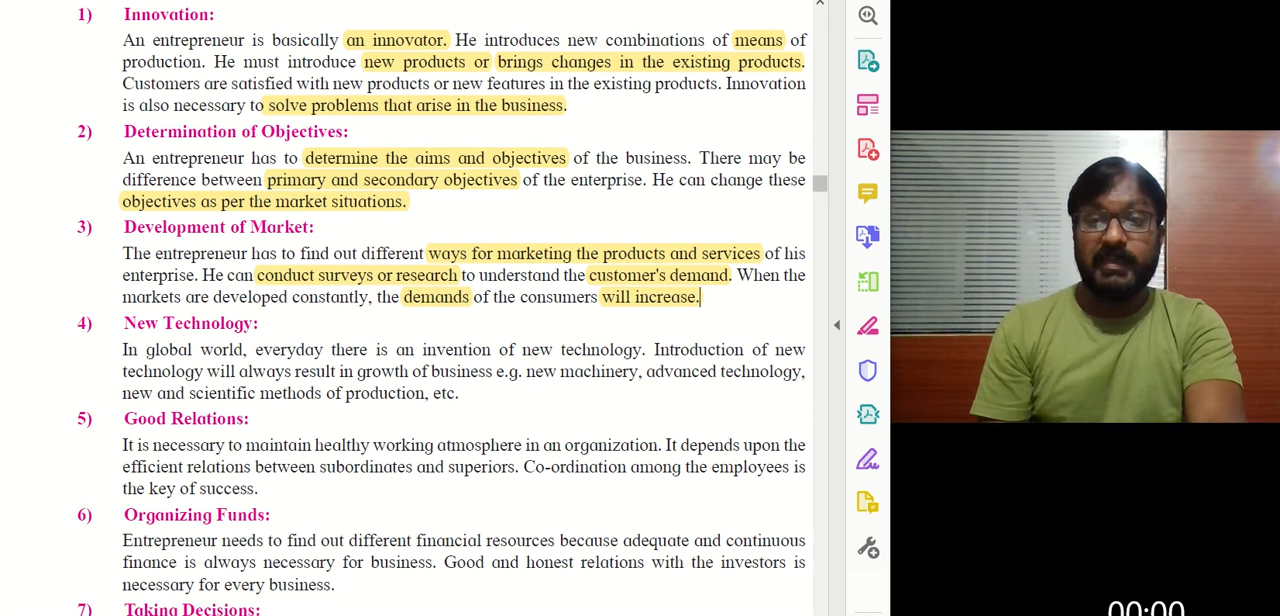 1) Innovation:
An entrepreneur is basically an innovator. He introduces new combinations of means of
production. He must introduce new products or brings changes in the existing products.
Customers are satisfied with new products or new features in the existing products. Innovation
is also necessary to solve problems that arise in the business.
2) Determination of Objectives:
An entrepreneur has to determine the aims and objectives of the business. There may be
difference between primary and secondary objectives of the enterprise. He can change these
objectives as per the market situations.
3) Development of Market:
The entrepreneur has to find out different ways for marketing the products and services of his
enterprise. He can conduct surveys or research to understand the customer's demand. When the
markets are developed constantly, the demands of the consumers will increase.
4) New Technology:
In global world, everyday there is an invention of new technology. Introduction of new
technology will always result in growth of business e.g. new machinery, advanced technology,
new and scientific methods of production, etc.
5) Good Relations:
It is necessary to maintain healthy working atmosphere in an organization. It depends upon the
efficient relations between subordinates and superiors. Co-ordination among the employees is
the key of success.
6) Organizing Funds:
Entrepreneur needs to find out different financial resources because adequate and continuous
finance is always necessary for business. Good and honest relations with the investors is
necessary for every business.
7) Taking Decisions:
00:00